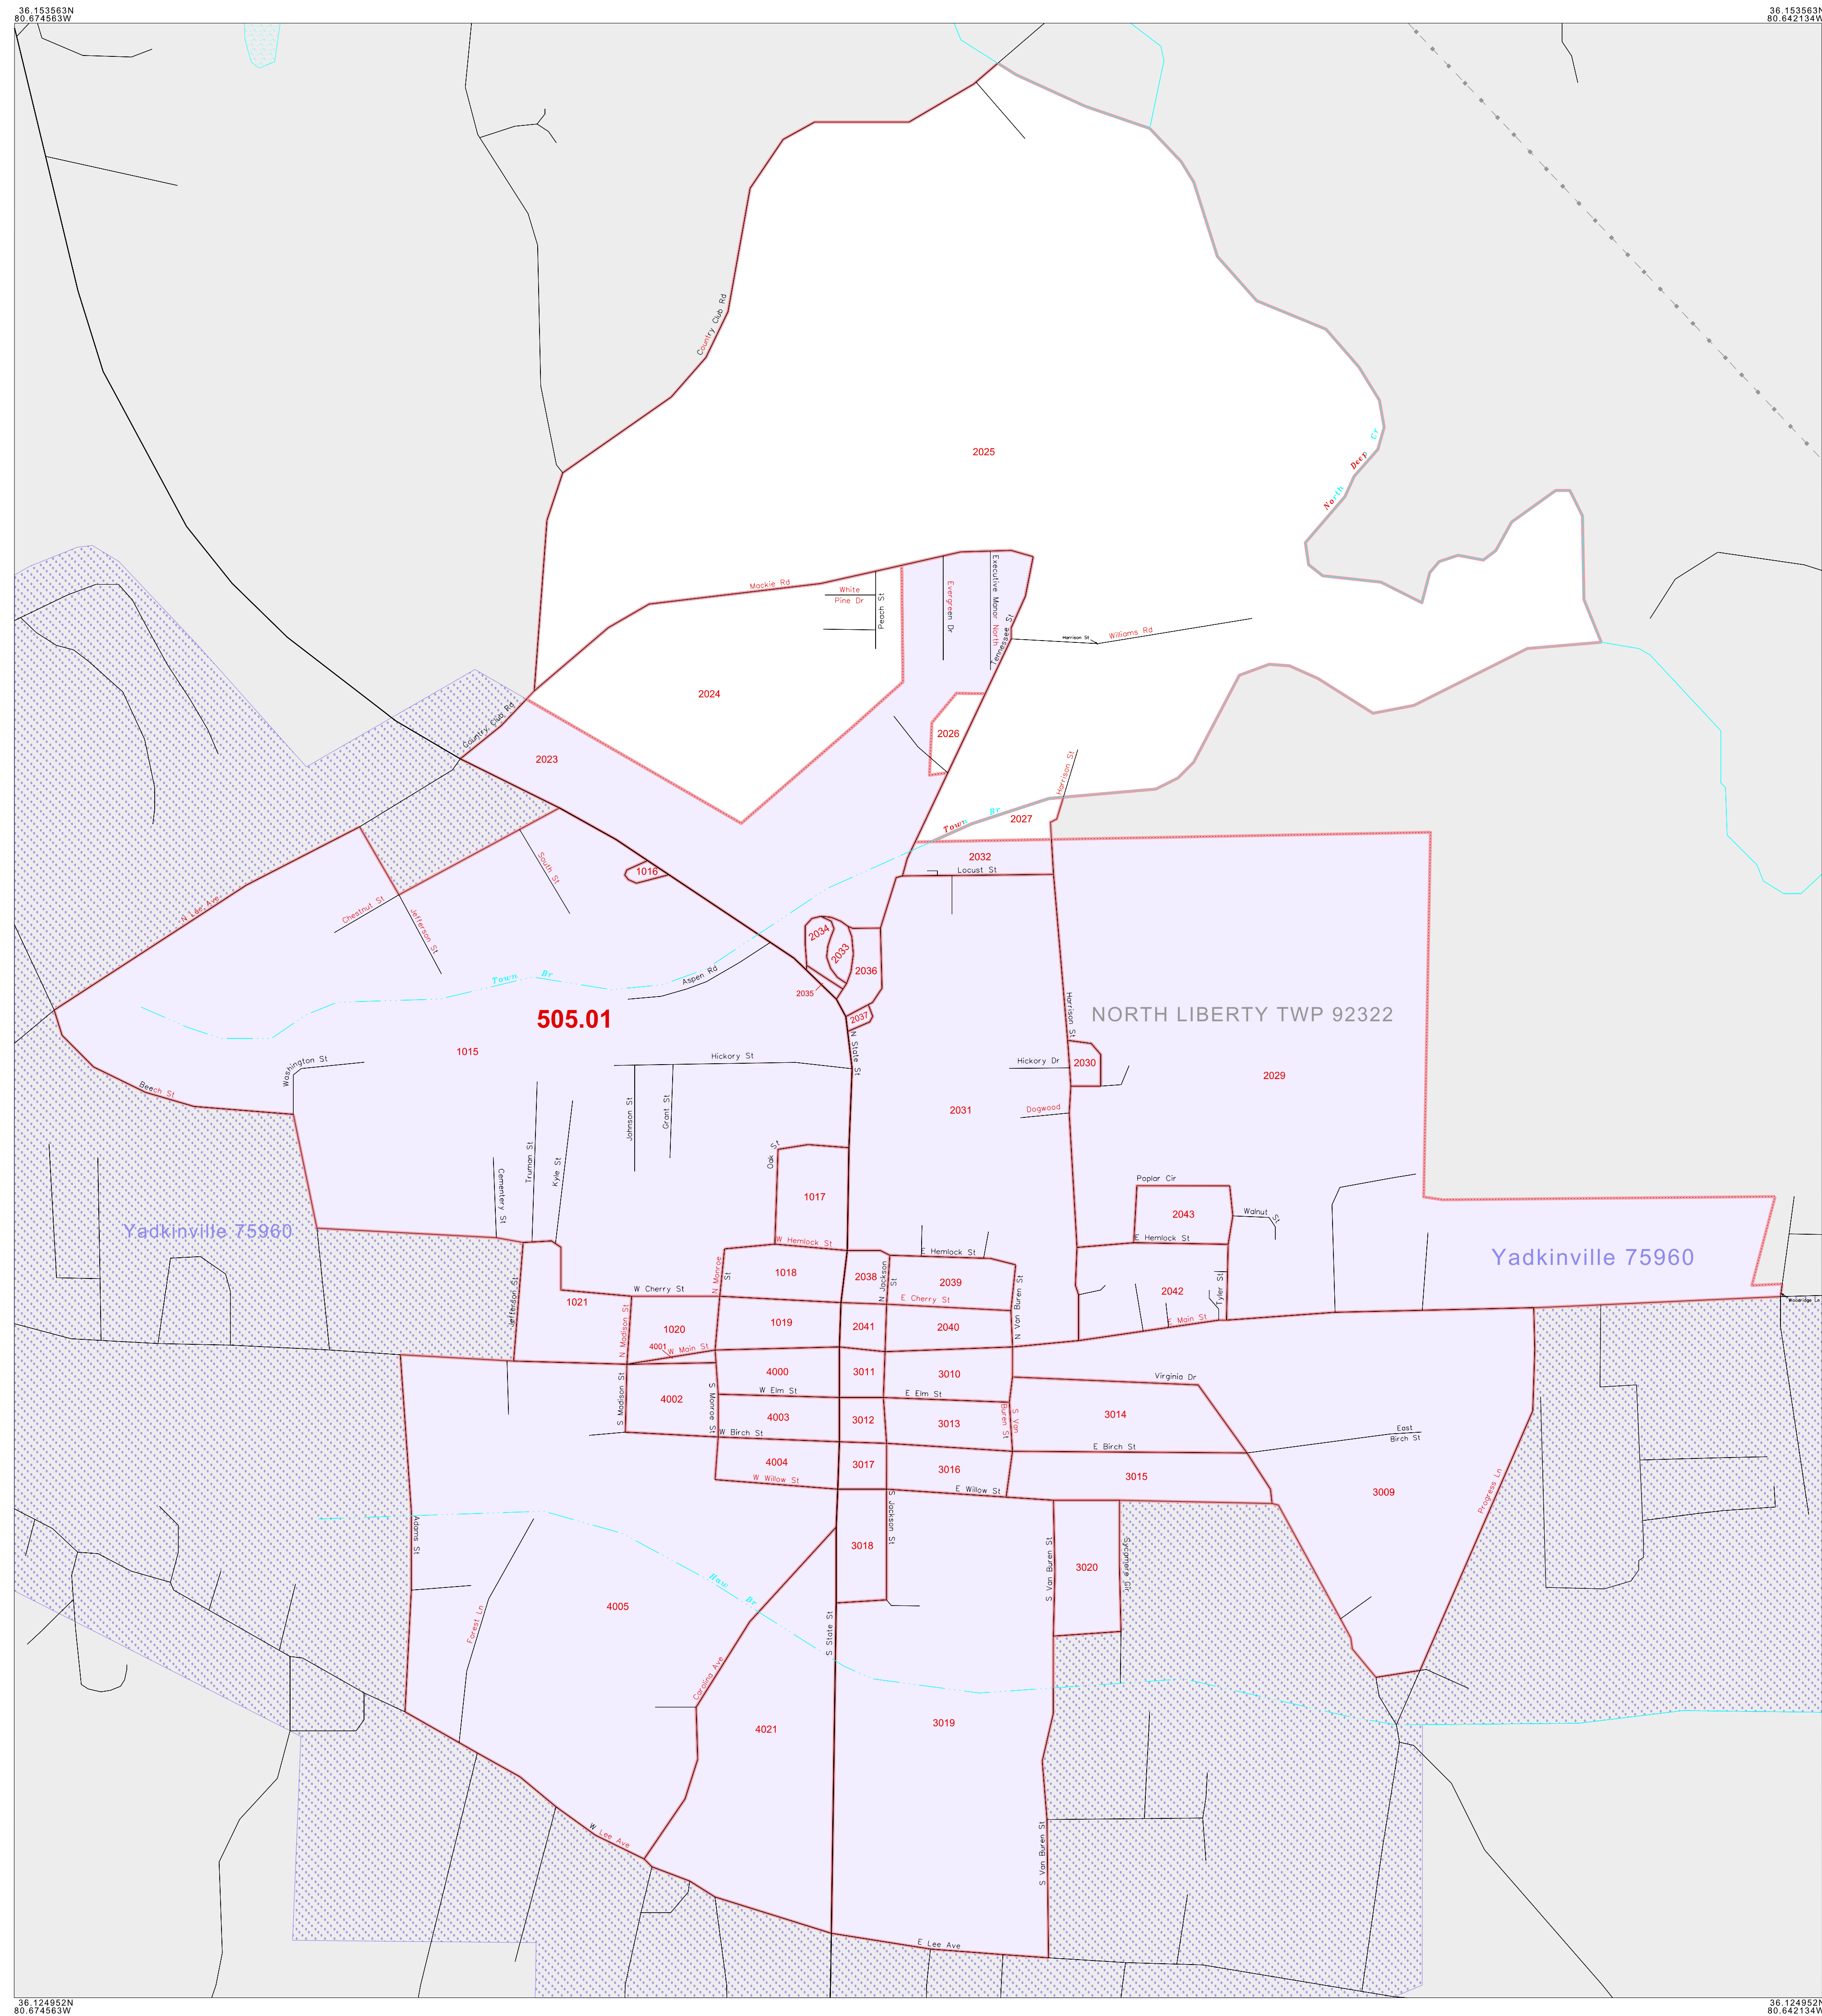 36.153563N
80.674563W
36.153563N
80.642134W
Country Club Rd
2025
North Deep Cr
Mackie Rd
White
Pine Dr
Peach St
Evergreen Dr
Executive Manor North
Tennessee St
Harrison St
Williams Rd
2024
Country Club Rd
2023
2026
Harrison St
Town Br
2027
2032
Locust St
South St
1016
N Lee Ave
Chestnut St
Jefferson St
2034
2033
2036
2035
2037
Town Br
Aspen Rd
505.01
NORTH LIBERTY TWP 92322
Harrison St
N State St
1015
Hickory St
Hickory Dr
2030
2029
Washington St
Beech St
Johnson St
Grant St
2031
Dogwood
Truman St
Kyle St
Cementery St
Oak St
1017
Poplar Cir
2043
Walnut St
Yadkinville 75960
W Hemlock St
E Hemlock St
E Hemlock St
Yadkinville 75960
N Monroe
St
1018
2038
N Jackson
St
2039
N Van Buren St
2042
Tyler St
Jefferson St
1021
W Cherry St
E Cherry St
Woodridge Ln
N Madison St
1020
1019
2041
2040
E Main St
4001
W Main St
4000
3011
3010
Virginia Dr
S Madison St
4002
S Monroe St
W Elm St
E Elm St
4003
3012
3013
S Van
Buren St
3014
East
Birch St
W Birch St
E Birch St
4004
3017
3016
3015
W Willow St
E Willow St
3009
Progress Ln
Adams St
S Jackson St
3018
S Van Buren St
3020
Sycamore Cir
Haw Br
4005
Forest Ln
S State St
Carolina Ave
4021
3019
W Lee Ave
S Van Buren St
E Lee Ave
36.124952N
80.674563W
36.124952N
80.642134W